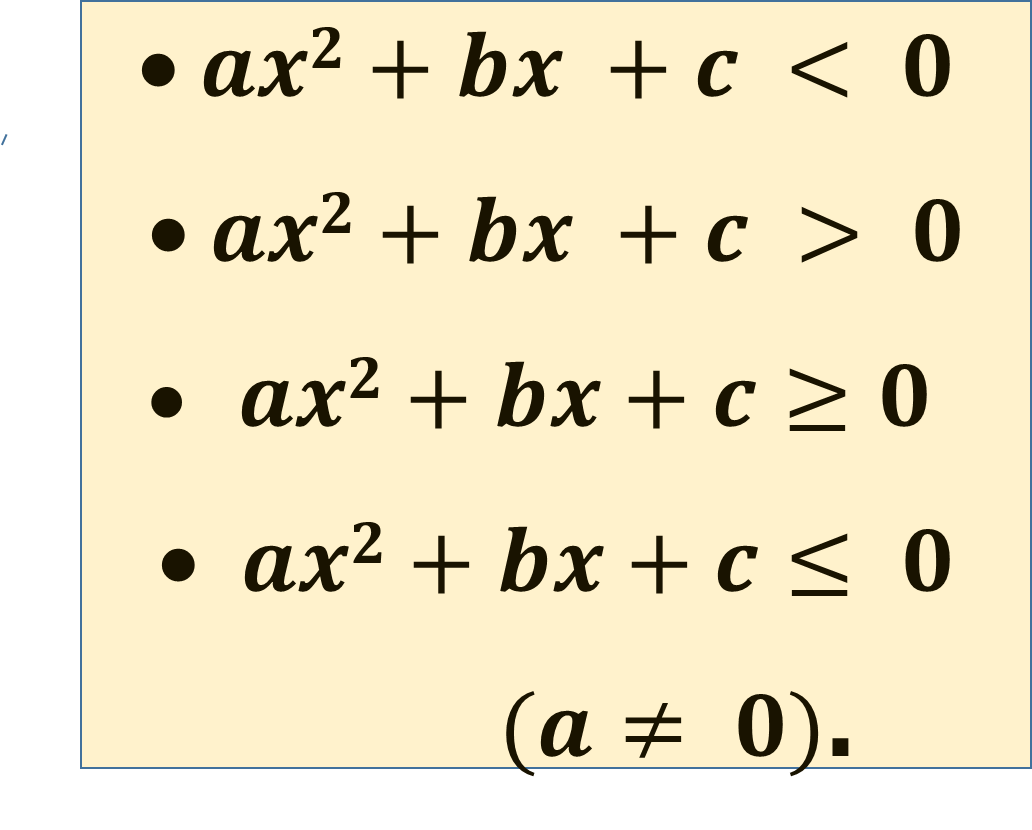 • ax² + bx + c < 0
• ax² + bx + c > 0
• ax² + bx + c ≥ 0
• ax² + bx + c ≤ 0
(a ≠ 0).